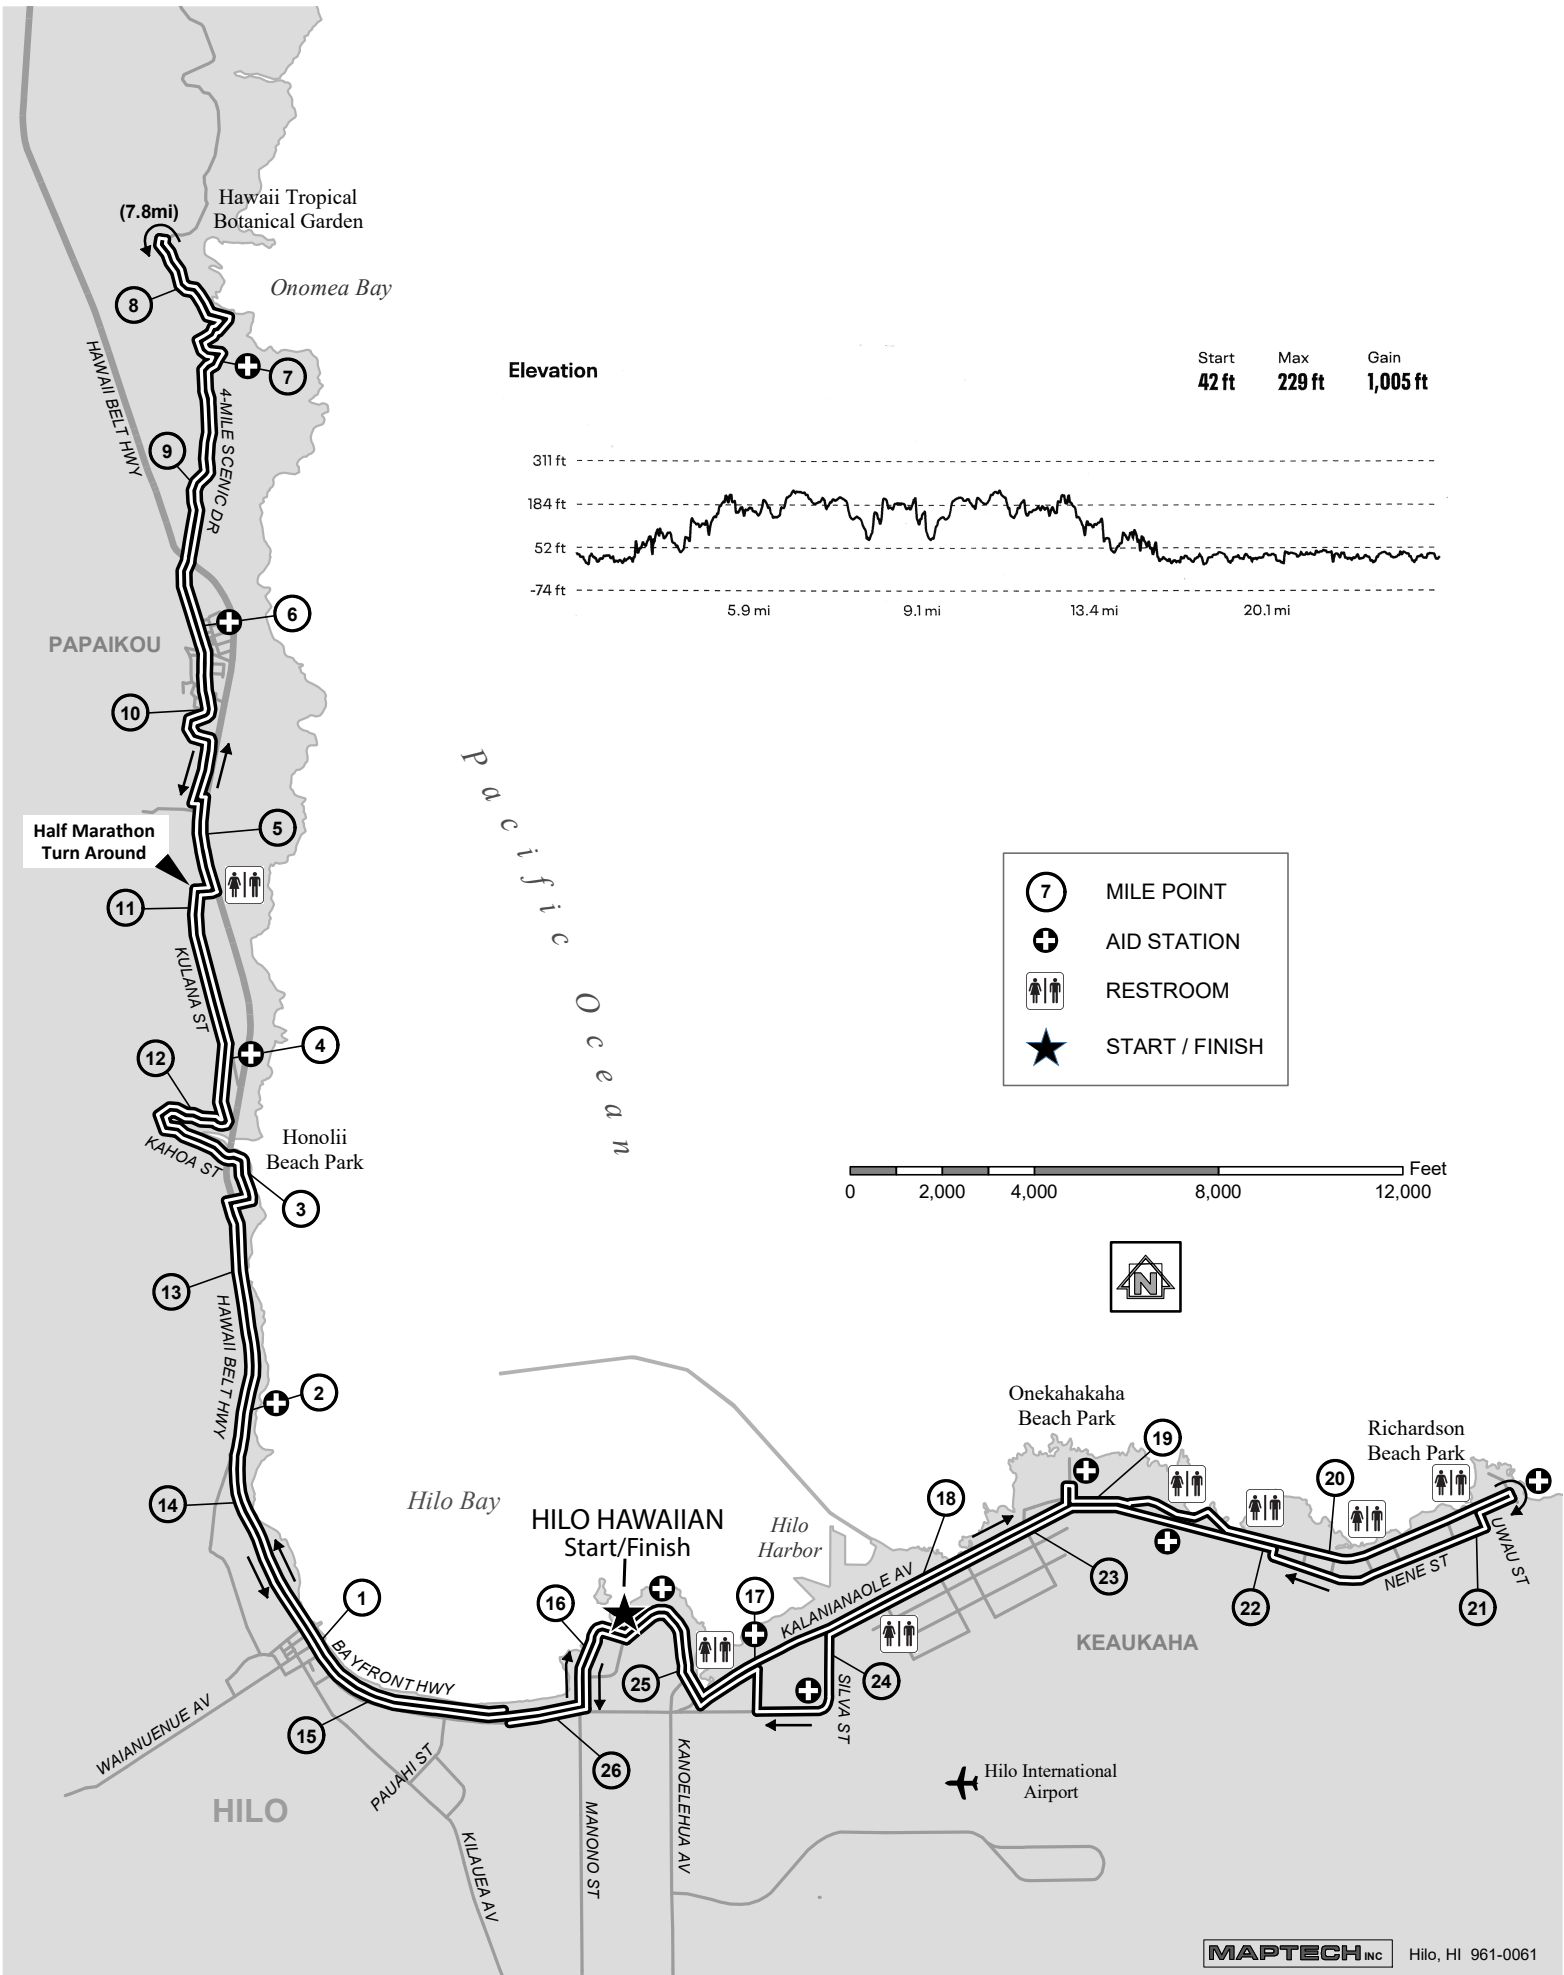 Hawaii Tropical
Botanical Garden
(7.8mi)
Onomea Bay
8
7
HAWAII BELT HWY
4-MILE SCENIC DR
9
Elevation
Start
Max
Gain
42 ft
229 ft
1,005 ft
311 ft
184 ft
52 ft
-74 ft
5.9 mi
9.1 mi
13.4 mi
20.1 mi
6
PAPAIKOU
10
Pacific Ocean
5
Half Marathon
Turn Around
11
KULANA ST
4
12
KAHOA ST
Honolii
Beach Park
3
7
MILE POINT
AID STATION
RESTROOM
START / FINISH
Feet
0
2,000
4,000
8,000
12,000
N
13
HAWAII BELT HWY
2
14
Hilo Bay
HILO HAWAIIAN
Start/Finish
Hilo
Harbor
Onekahakaha
Beach Park
19
Richardson
Beach Park
20
18
1
16
17
KALANIANAOLE AV
23
22
NENE ST
UWAU ST
21
BAYFRONT HWY
KEAUKAHA
25
24
SILVA ST
15
26
WAIANUENUE AV
PAUAHI ST
HILO
KILAUEA AV
MANONO ST
KANOELEHUA AV
Hilo International
Airport
MAPTECH INC
Hilo, HI 961-0061